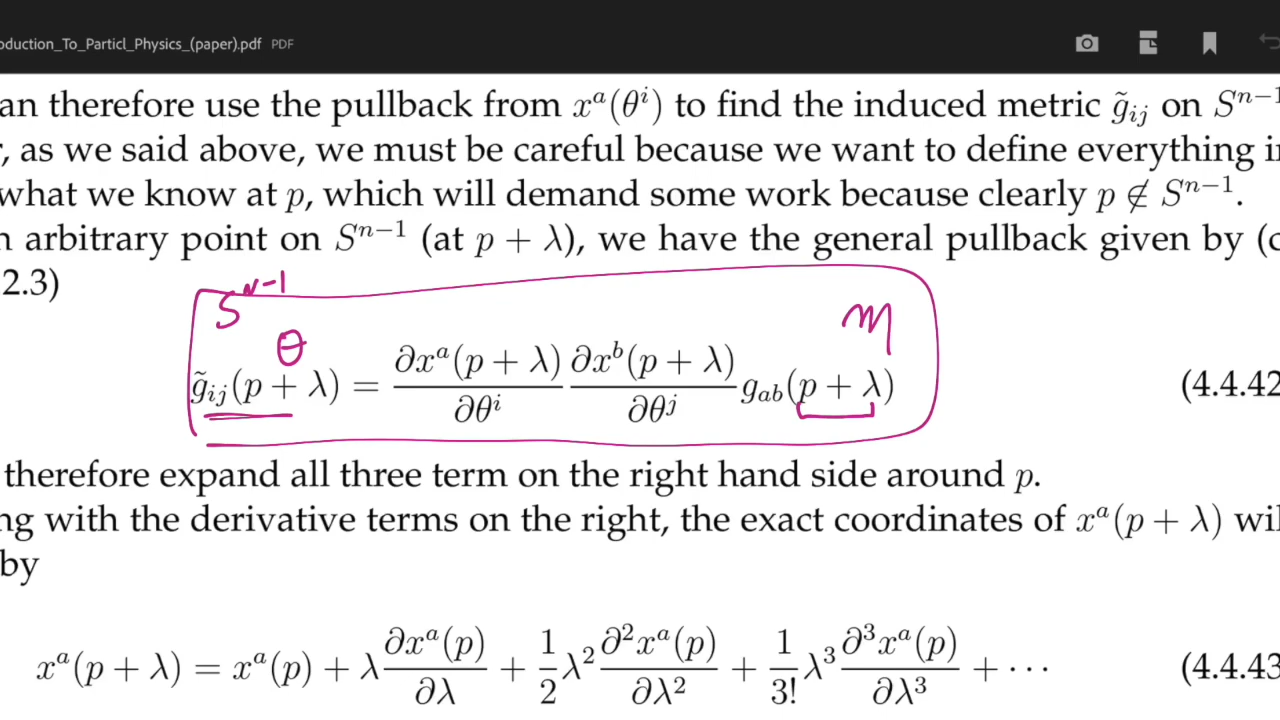 oduction_To_Particl_Physics_(paper).pdf PDF
an therefore use the pullback from x^a(θ^i) to find the induced metric g̃_ij on S^{n−1}
, as we said above, we must be careful because we want to define everything i
what we know at p, which will demand some work because clearly p ∉ S^{n−1}.
n arbitrary point on S^{n−1} (at p + λ), we have the general pullback given by (
2.3)
S^{n-1}
θ
M
g̃_ij(p + λ) = ∂x^a(p + λ)/∂θ^i ∂x^b(p + λ)/∂θ^j g_ab(p + λ) (4.4.42
therefore expand all three term on the right hand side around p.
ng with the derivative terms on the right, the exact coordinates of x^a(p + λ) wil
by
x^a(p + λ) = x^a(p) + λ ∂x^a(p)/∂λ + 1/2 λ^2 ∂^2x^a(p)/∂λ^2 + 1/3! λ^3 ∂^3x^a(p)/∂λ^3 + ··· (4.4.43